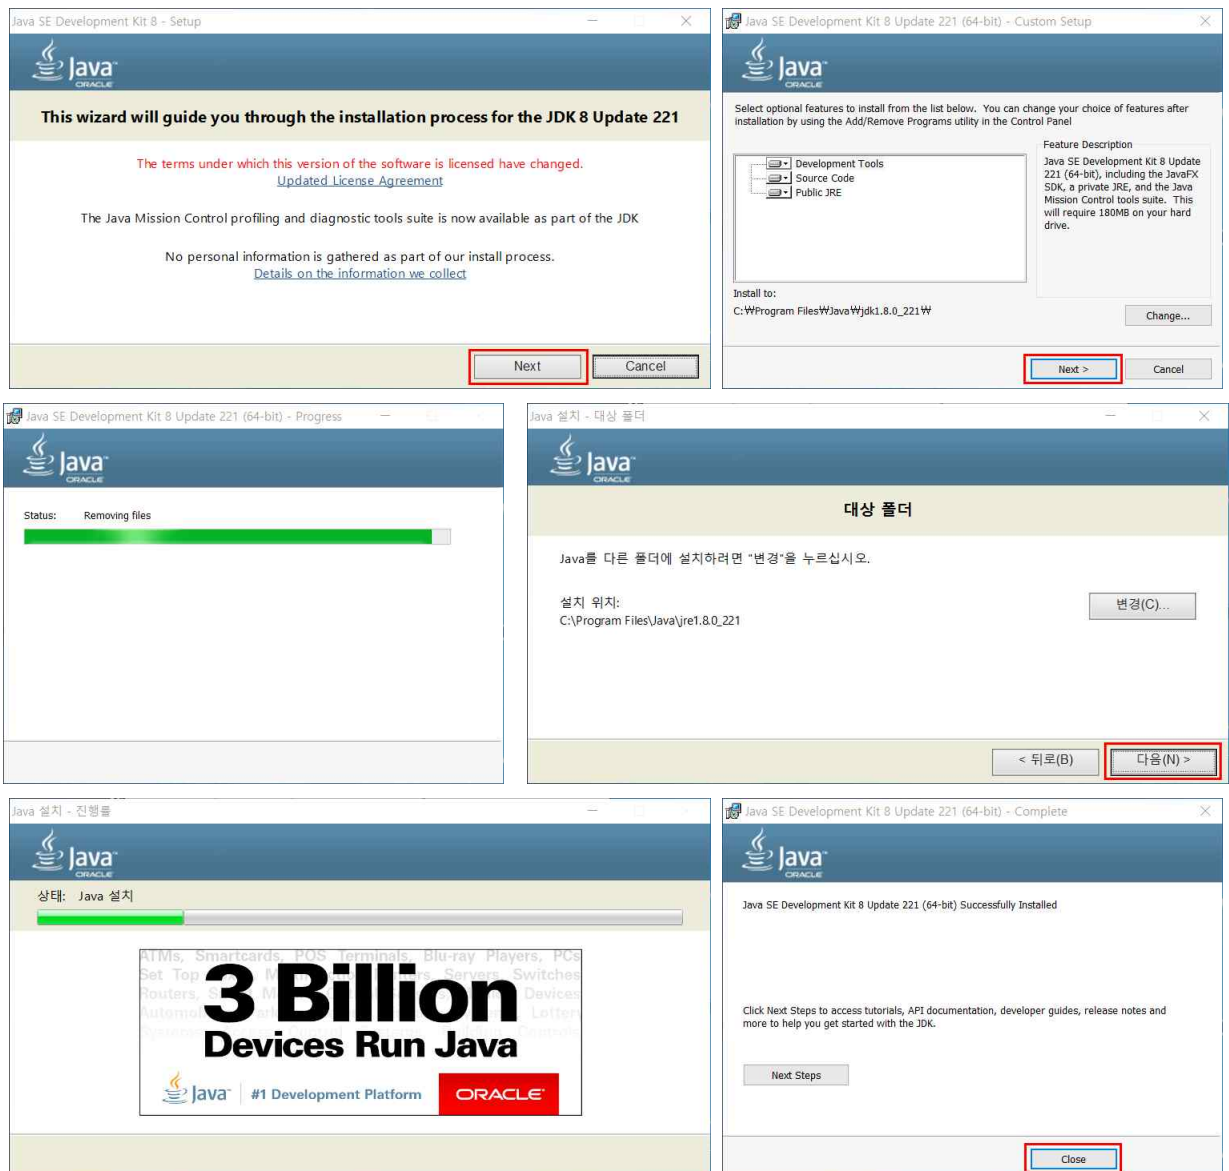 Java SE Development Kit 8 - Setup
Java
ORACLE
This wizard will guide you through the installation process for the JDK 8 Update 221
The terms under which this version of the software is licensed have changed.
Updated License Agreement
The Java Mission Control profiling and diagnostic tools suite is now available as part of the JDK
No personal information is gathered as part of our install process.
Details on the information we collect
Next
Cancel
Java SE Development Kit 8 Update 221 (64-bit) - Custom Setup
Java
ORACLE
Select optional features to install from the list below. You can change your choice of features after
installation by using the Add/Remove Programs utility in the Control Panel
Development Tools
Source Code
Public JRE
Feature Description
Java SE Development Kit 8 Update
221 (64-bit), including the JavaFX
SDK, a private JRE, and the Java
Mission Control tools suite. This
will require 180MB on your hard
drive.
Install to:
C:₩Program Files₩Java₩jdk1.8.0_221₩
Change...
Next >
Cancel
Java SE Development Kit 8 Update 221 (64-bit) - Progress
Java
ORACLE
Status: Removing files
Java 설치 - 대상 폴더
Java
ORACLE
대상 폴더
Java를 다른 폴더에 설치하려면 "변경"을 누르십시오.
설치 위치:
C:\Program Files\Java\jre1.8.0_221
변경(C)...
< 뒤로(B)
다음(N) >
Java 설치 - 진행률
Java
ORACLE
상태: Java 설치
ATMs, Smartcards, POS Terminals, Blu-ray Players, PCs
Set Top Servers Switches
Routers, Devices
Lottery
3 Billion
Devices Run Java
Java #1 Development Platform ORACLE
Java SE Development Kit 8 Update 221 (64-bit) - Complete
Java
ORACLE
Java SE Development Kit 8 Update 221 (64-bit) Successfully Installed
Click Next Steps to access tutorials, API documentation, developer guides, release notes and
more to help you get started with the JDK.
Next Steps
Close